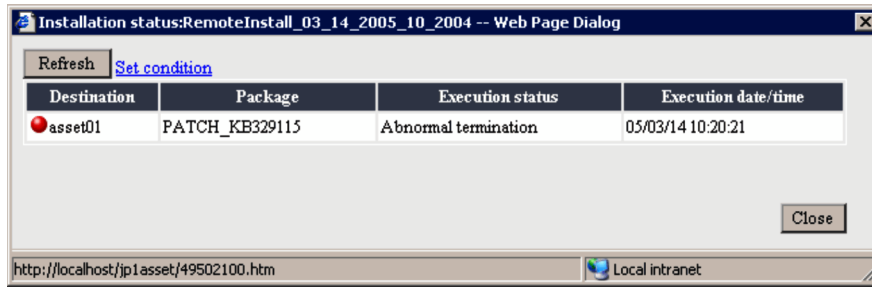 Installation status:RemoteInstall_03_14_2005_10_2004 -- Web Page Dialog
Refresh Set condition
Destination Package Execution status Execution date/time
asset01 PATCH_KB329115 Abnormal termination 05/03/14 10:20:21
Close
http://localhost/jp1asset/49502100.htm Local intranet